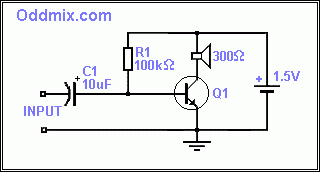 Oddmix.com
R1
100kΩ
300Ω
C1
10uF
+
Q1
+
1.5V
INPUT